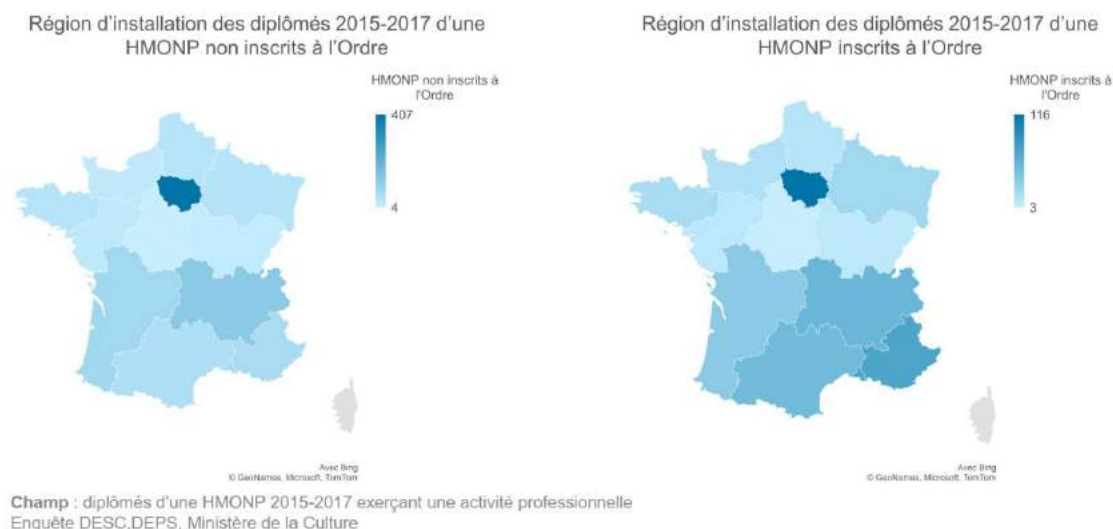 Région d'installation des diplômés 2015-2017 d'une
HMONP non inscrits à l'Ordre
HMONP non inscrits à
l'Ordre
407
4
Avec Bing
© GeoNames, Microsoft, TomTom
Région d'installation des diplômés 2015-2017 d'une
HMONP inscrits à l'Ordre
HMONP inscrits à
l'Ordre
116
3
Avec Bing
© GeoNames, Microsoft, TomTom
Champ : diplômés d'une HMONP 2015-2017 exerçant une activité professionnelle
Enquête DESC,DEPS, Ministère de la Culture